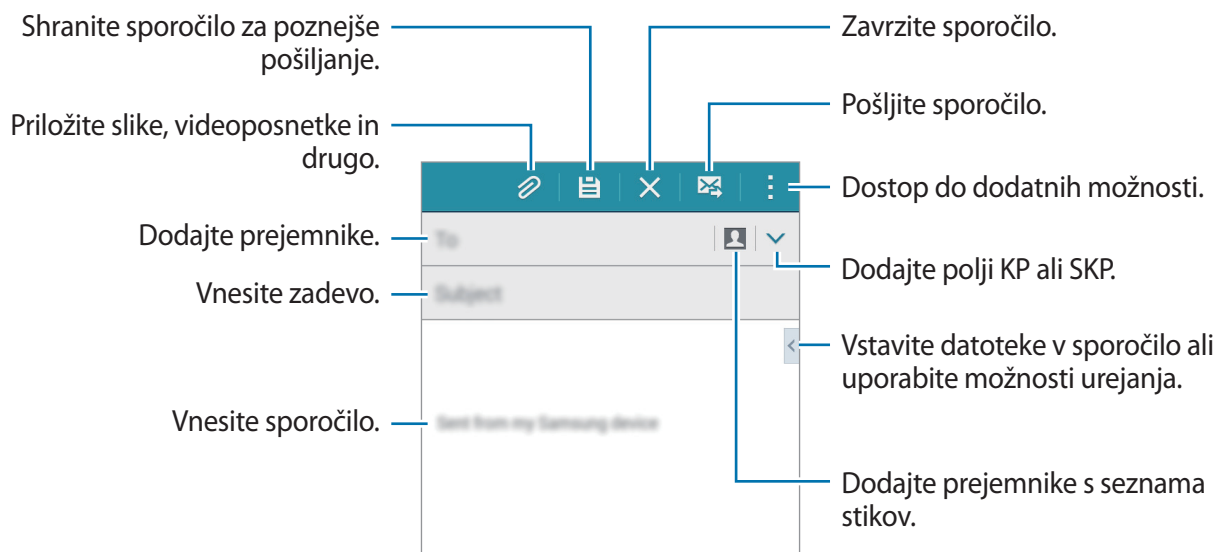 Shranite sporočilo za poznejše
pošiljanje.
Priložite slike, videoposnetke in
drugo.
Dodajte prejemnike.
Vnesite zadevo.
Vnesite sporočilo.
Zavrzite sporočilo.
Pošljite sporočilo.
Dostop do dodatnih možnosti.
Dodajte polji KP ali SKP.
Vstavite datoteke v sporočilo ali
uporabite možnosti urejanja.
Dodajte prejemnike s seznama
stikov.
To
Subject
Sent from my Samsung device